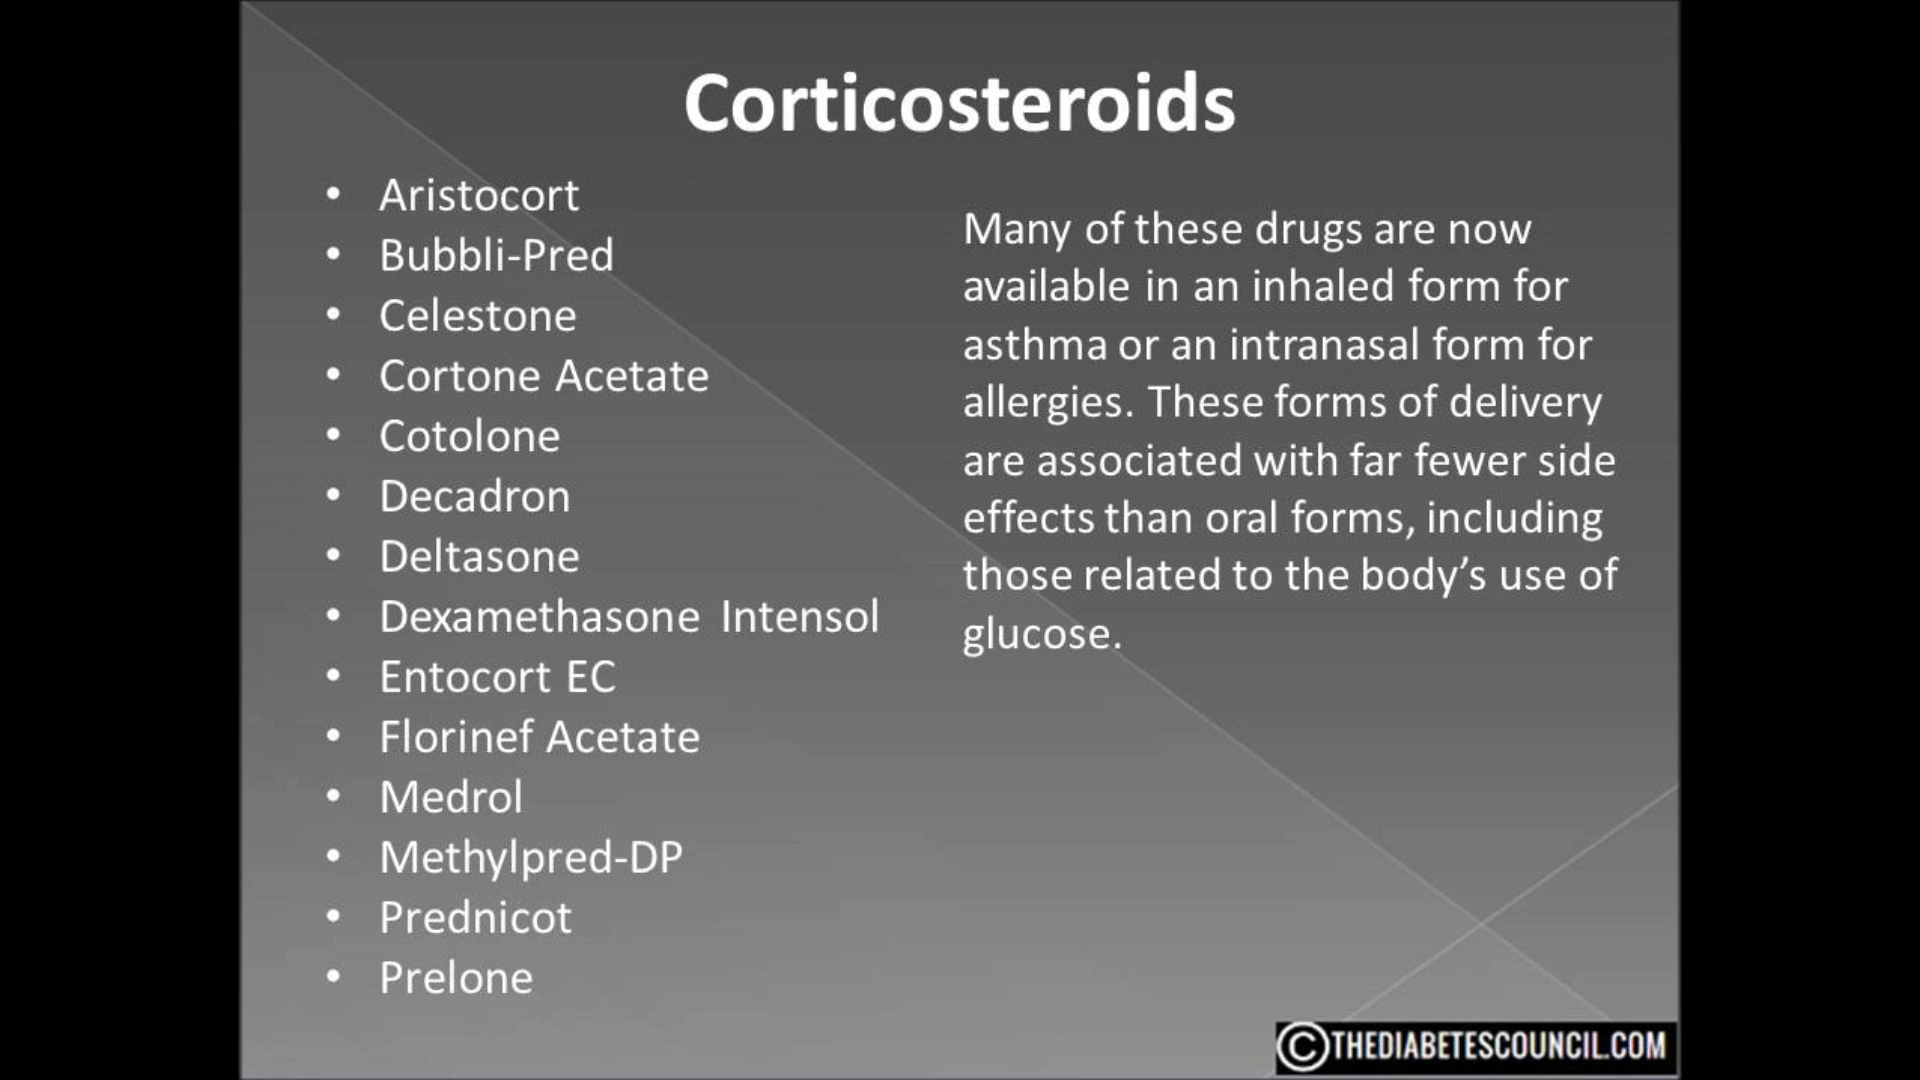 Corticosteroids
• Aristocort
• Bubbli-Pred
• Celestone
• Cortone Acetate
• Cotolone
• Decadron
• Deltasone
• Dexamethasone Intensol
• Entocort EC
• Florinef Acetate
• Medrol
• Methylpred-DP
• Prednicot
• Prelone
Many of these drugs are now
available in an inhaled form for
asthma or an intranasal form for
allergies. These forms of delivery
are associated with far fewer side
effects than oral forms, including
those related to the body’s use of
glucose.
©THEDIABETESCOUNCIL.COM